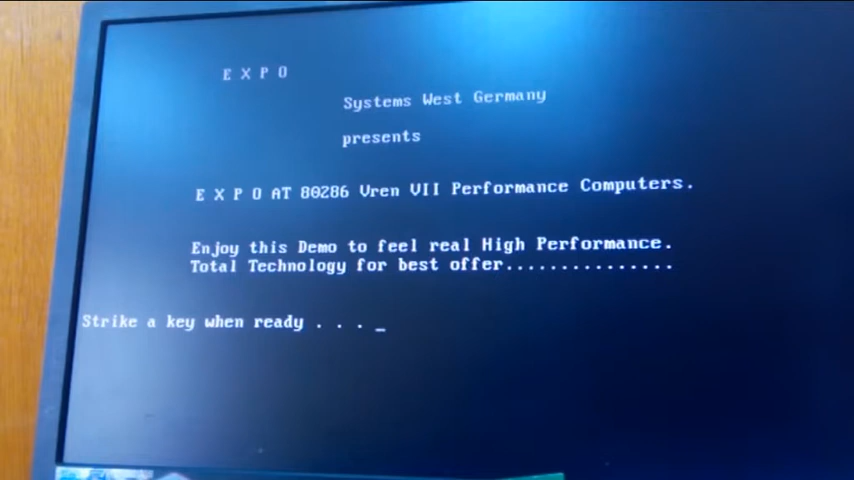 E X P O
Systems West Germany
presents
E X P O AT 80286 Vren VII Performance Computers.
Enjoy this Demo to feel real High Performance.
Total Technology for best offer...............
Strike a key when ready . . . _